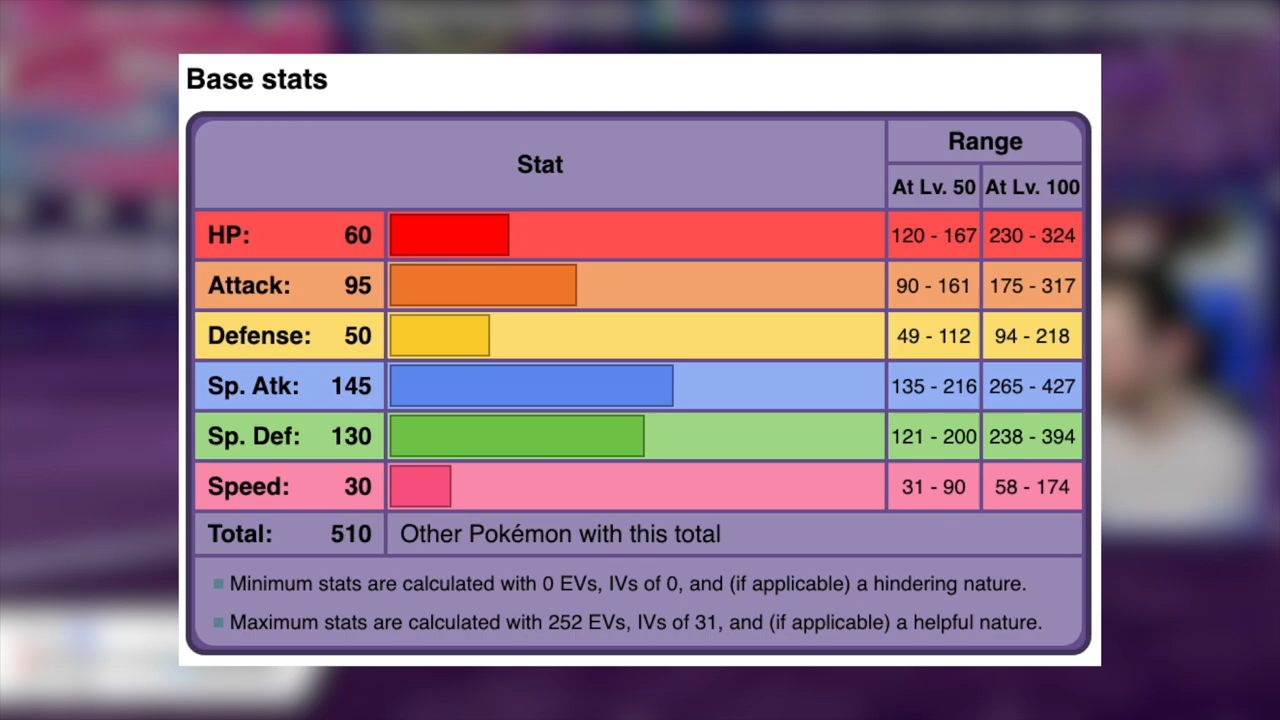 Base stats
Stat
Range
At Lv. 50 At Lv. 100
HP: 60 120 - 167 230 - 324
Attack: 95 90 - 161 175 - 317
Defense: 50 49 - 112 94 - 218
Sp. Atk: 145 135 - 216 265 - 427
Sp. Def: 130 121 - 200 238 - 394
Speed: 30 31 - 90 58 - 174
Total: 510 Other Pokémon with this total
Minimum stats are calculated with 0 EVs, IVs of 0, and (if applicable) a hindering nature.
Maximum stats are calculated with 252 EVs, IVs of 31, and (if applicable) a helpful nature.